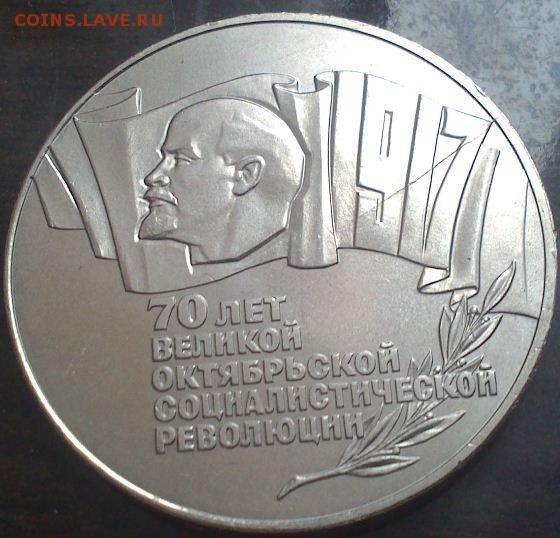 COINS.LAVE.RU
1917
70 ЛЕТ
ВЕЛИКОЙ
ОКТЯБРЬСКОЙ
СОЦИАЛИСТИЧЕСКОЙ
РЕВОЛЮЦИИ